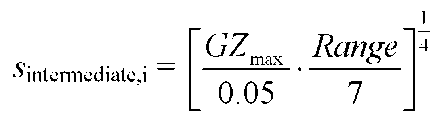 s_intermediate,i = [ GZ_max / 0.05 · Range / 7 ]^(1/4)